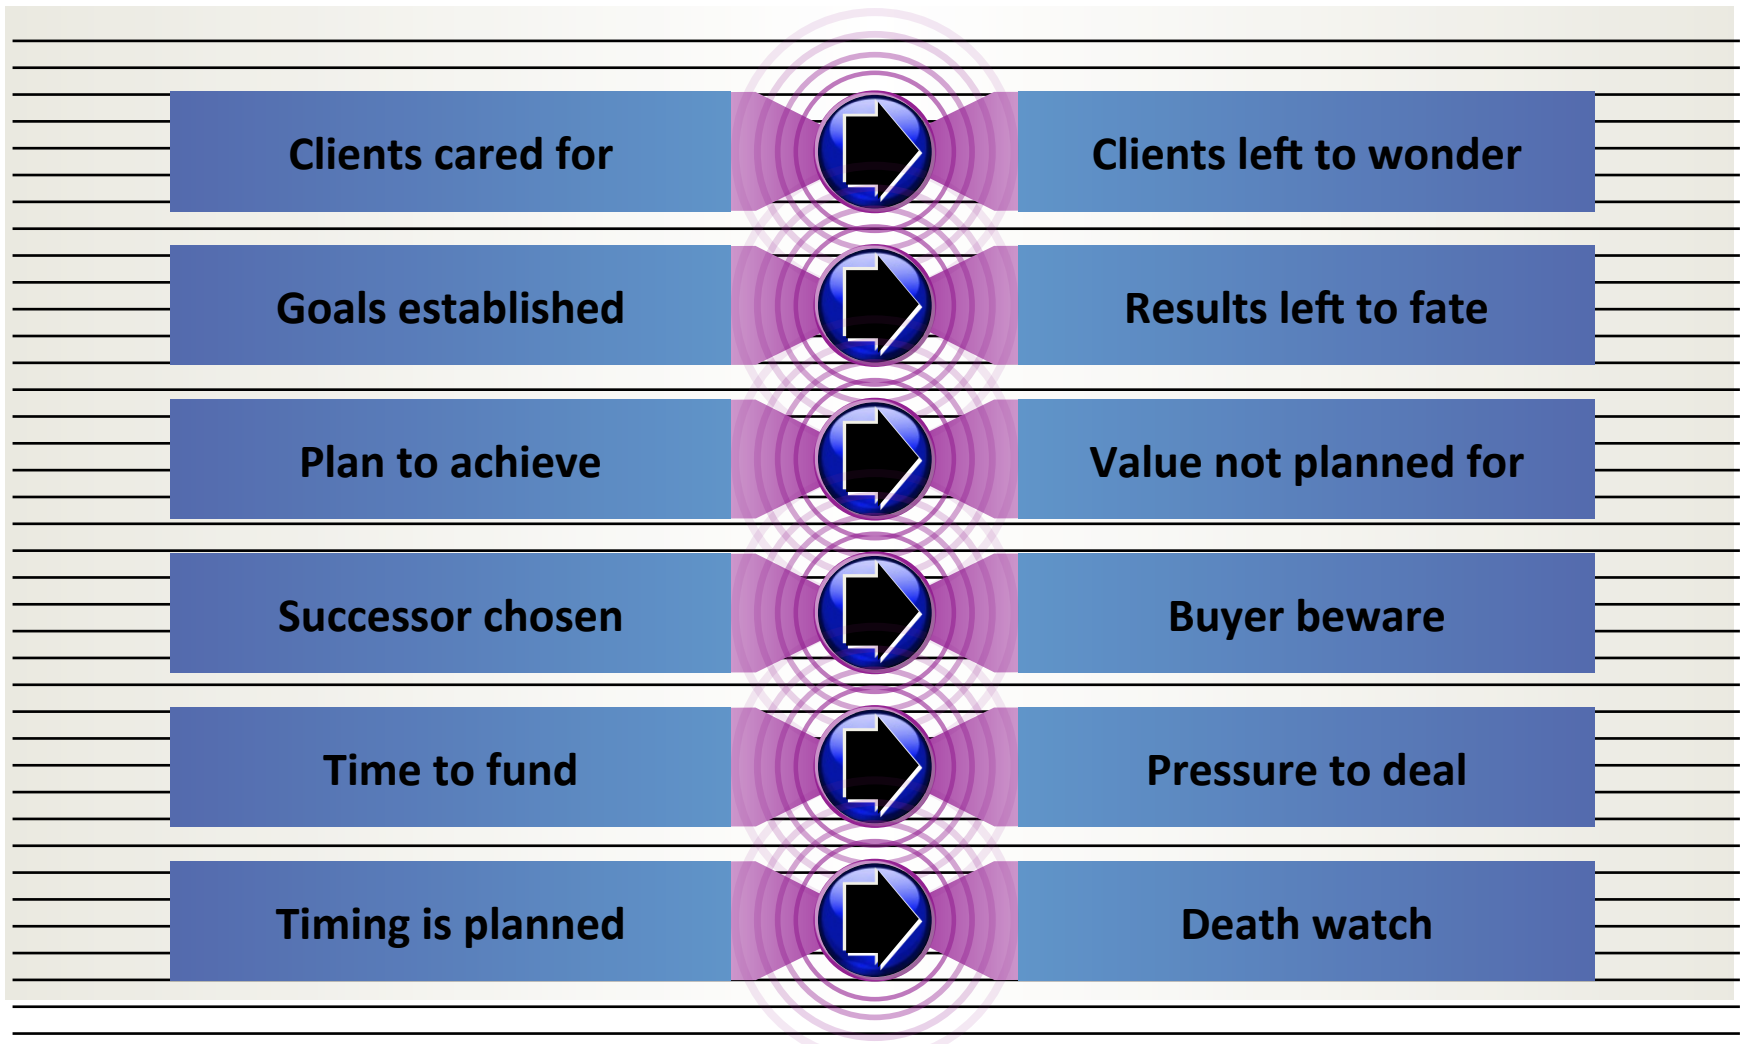 Clients cared for
Clients left to wonder
Goals established
Results left to fate
Plan to achieve
Value not planned for
Successor chosen
Buyer beware
Time to fund
Pressure to deal
Timing is planned
Death watch